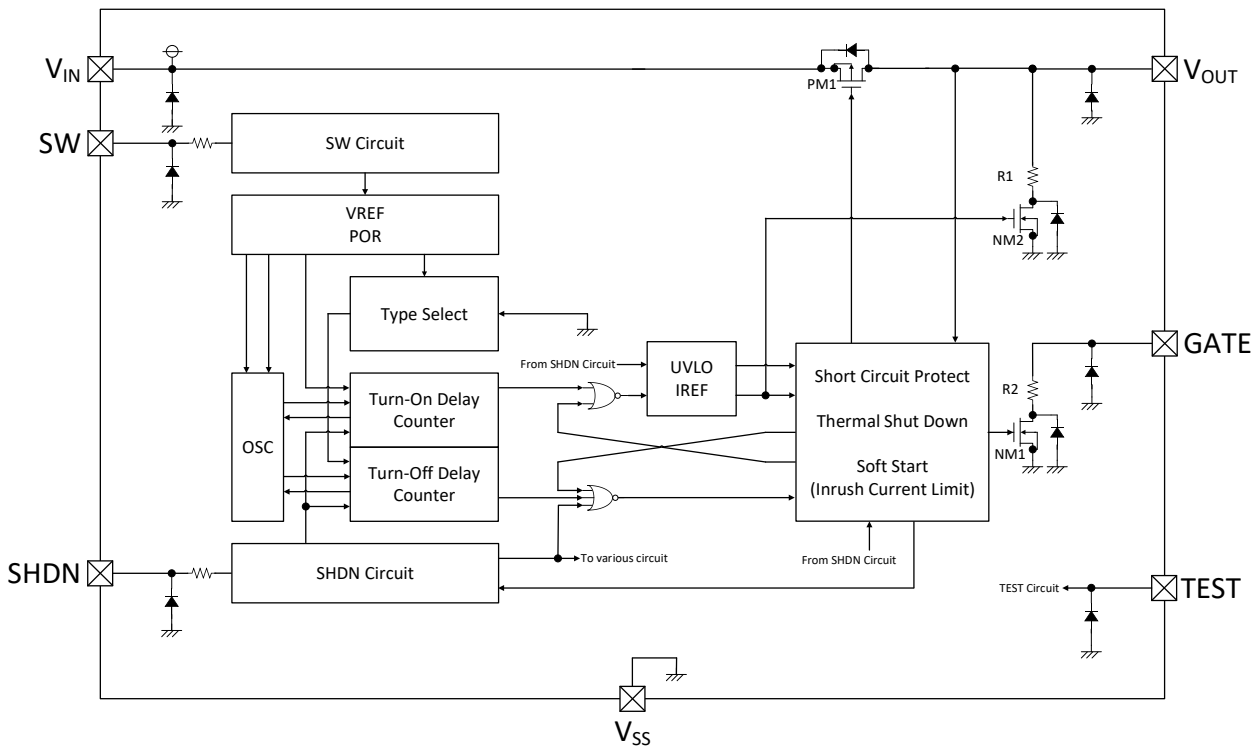 VIN
PM1
VOUT
SW
SW Circuit
R1
VREF
POR
NM2
Type Select
GATE
From SHDN Circuit
UVLO
IREF
Short Circuit Protect
R2
Turn-On Delay
Counter
Thermal Shut Down
OSC
NM1
Turn-Off Delay
Counter
Soft Start
(Inrush Current Limit)
To various circuit
From SHDN Circuit
SHDN
SHDN Circuit
TEST Circuit
TEST
VSS